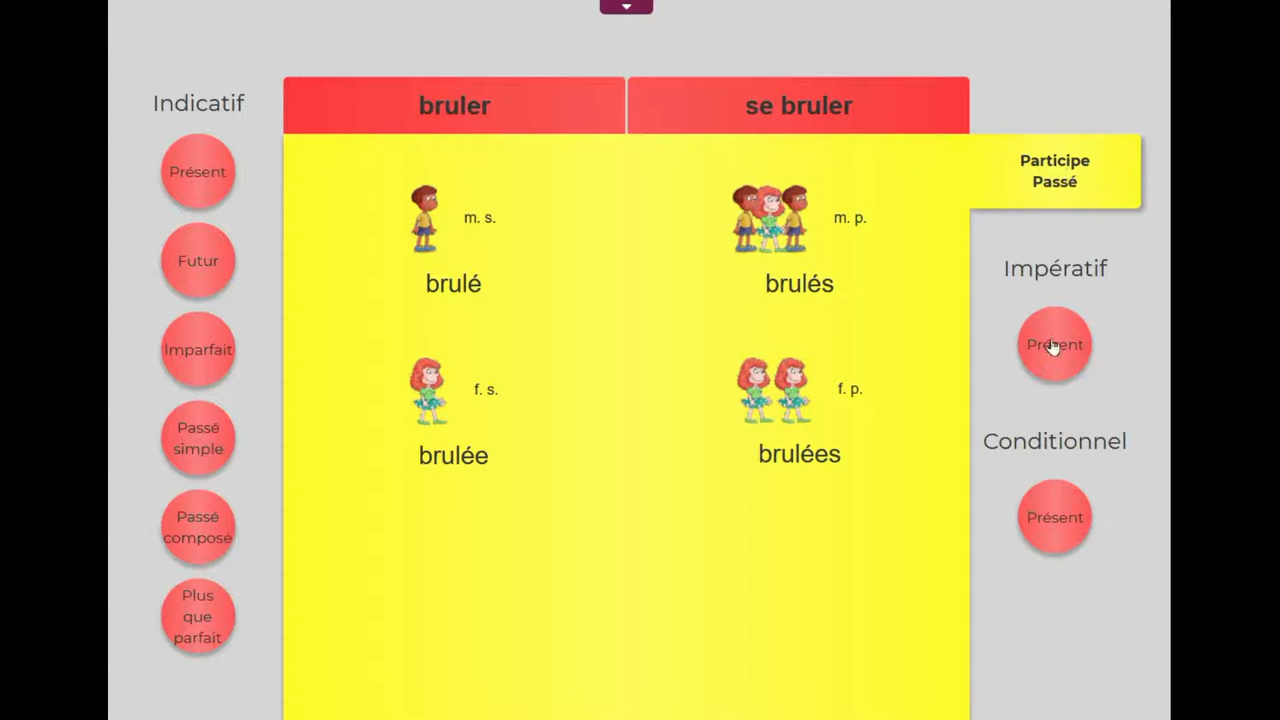 Indicatif
Présent
Futur
Imparfait
Passé
simple
Passé
composé
Plus
que
parfait
bruler
se bruler
m. s.
brulé
m. p.
brulés
f. s.
brulée
f. p.
brulées
Participe
Passé
Impératif
Présent
Conditionnel
Présent